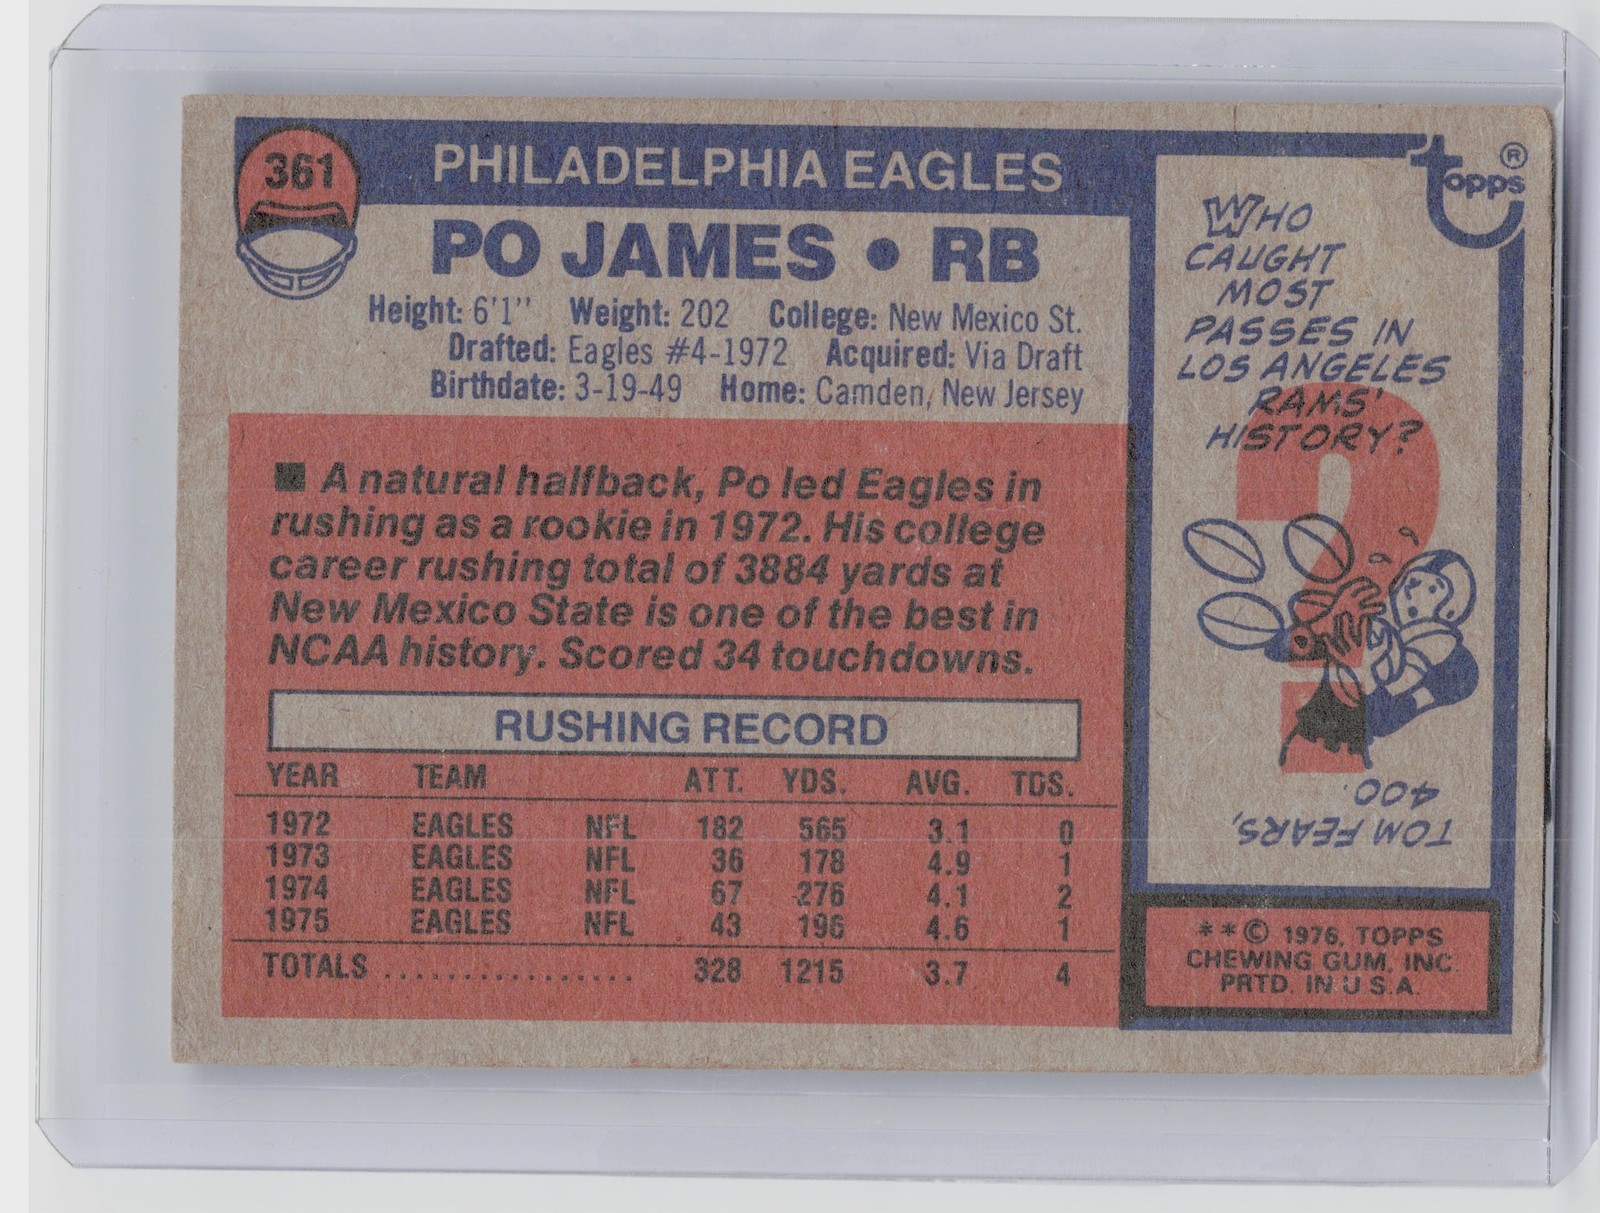 361
PHILADELPHIA EAGLES
PO JAMES • RB
Height: 6'1'' Weight: 202 College: New Mexico St.
Drafted: Eagles #4-1972 Acquired: Via Draft
Birthdate: 3-19-49 Home: Camden, New Jersey
■ A natural halfback, Po led Eagles in
rushing as a rookie in 1972. His college
career rushing total of 3884 yards at
New Mexico State is one of the best in
NCAA history. Scored 34 touchdowns.
RUSHING RECORD
YEAR TEAM ATT. YDS. AVG. TDS.
1972 EAGLES NFL 182 565 3.1 0
1973 EAGLES NFL 36 178 4.9 1
1974 EAGLES NFL 67 276 4.1 2
1975 EAGLES NFL 43 196 4.6 1
TOTALS ................ 328 1215 3.7 4
topps ®
WHO
CAUGHT
MOST
PASSES IN
LOS ANGELES
RAMS'
HISTORY?
?
TOM FEARS,
400.
**© 1976, TOPPS
CHEWING GUM, INC.
PRTD. IN U.S.A.